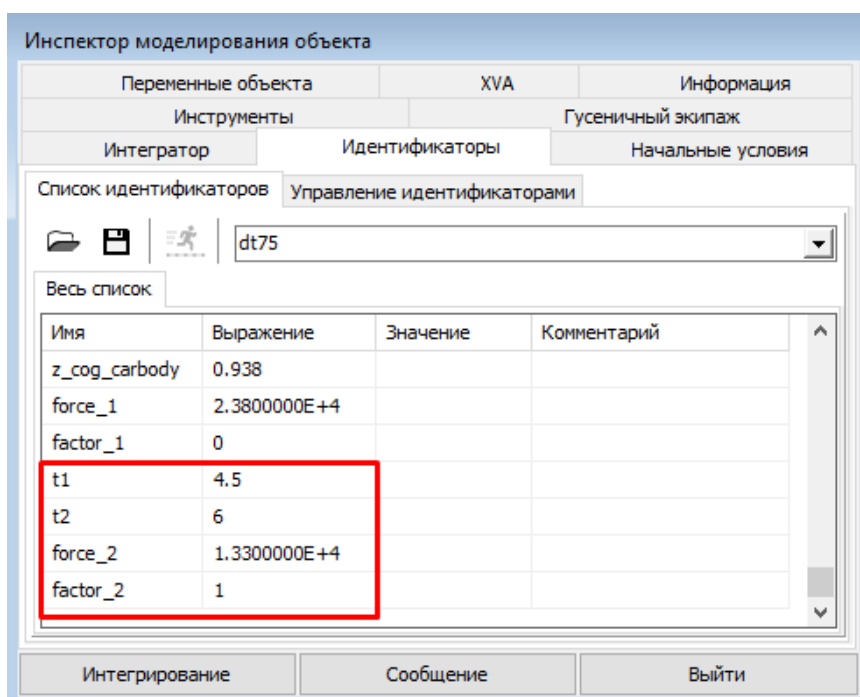 Инспектор моделирования объекта
Переменные объекта XVA Информация
Инструменты Гусеничный экипаж
Интегратор Идентификаторы Начальные условия
Список идентификаторов Управление идентификаторами
dt75
Весь список
Имя Выражение Значение Комментарий
z_cog_carbody 0.938
force_1 2.3800000E+4
factor_1 0
t1 4.5
t2 6
force_2 1.3300000E+4
factor_2 1
Интегрирование Сообщение Выйти